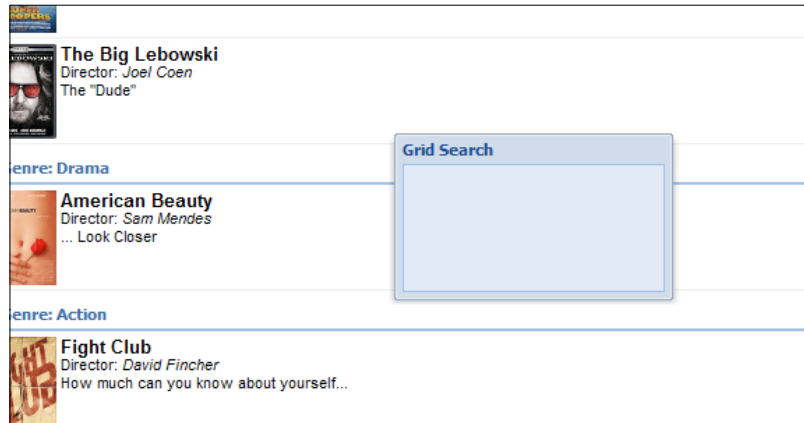 The Big Lebowski
Director: Joel Coen
The "Dude"
Grid Search
enre: Drama
American Beauty
Director: Sam Mendes
... Look Closer
enre: Action
Fight Club
Director: David Fincher
How much can you know about yourself...